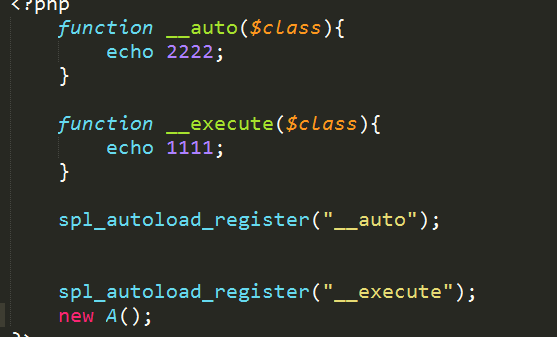 <?php
function __auto($class){
echo 2222;
}
function __execute($class){
echo 1111;
}
spl_autoload_register("__auto");
spl_autoload_register("__execute");
new A();
?>